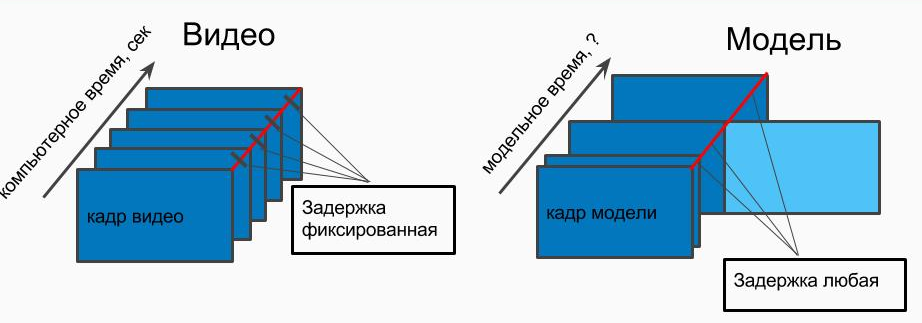 Видео
компьютерное время, сек
кадр видео
Задержка
фиксированная
Модель
модельное время, ?
кадр модели
Задержка любая